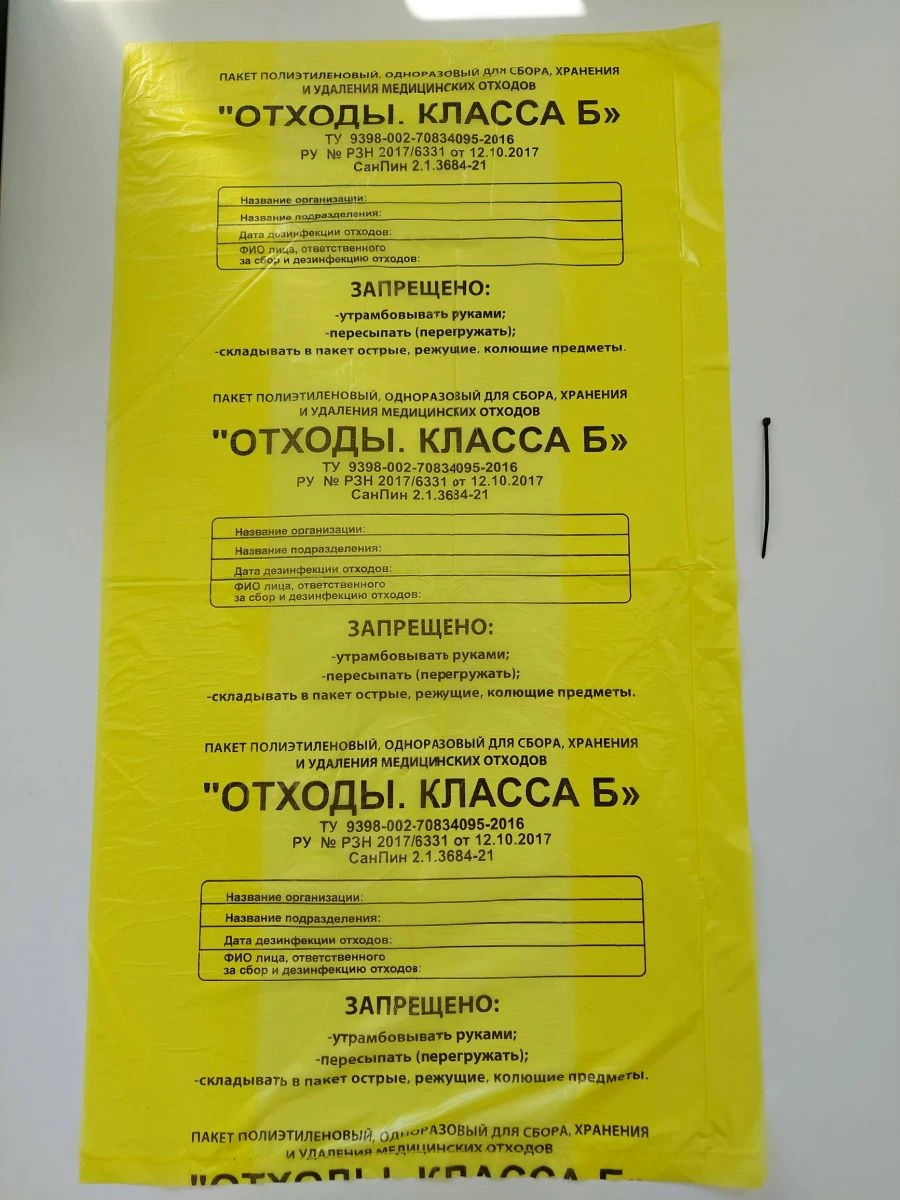 ПАКЕТ ПОЛИЭТИЛЕНОВЫЙ, ОДНОРАЗОВЫЙ ДЛЯ СБОРА, ХРАНЕНИЯ
И УДАЛЕНИЯ МЕДИЦИНСКИХ ОТХОДОВ
"ОТХОДЫ. КЛАССА Б»
ТУ 9398-002-70834095-2016
РУ № РЗН 2017/6331 от 12.10.2017
СанПин 2.1.3684-21
Название организации:
Название подразделения:
Дата дезинфекции отходов:
ФИО лица, ответственного
за сбор и дезинфекцию отходов:
ЗАПРЕЩЕНО:
-утрамбовывать руками;
-пересыпать (перегружать);
-складывать в пакет острые, режущие, колющие предметы.
ПАКЕТ ПОЛИЭТИЛЕНОВЫЙ, ОДНОРАЗОВЫЙ ДЛЯ СБОРА, ХРАНЕНИЯ
И УДАЛЕНИЯ МЕДИЦИНСКИХ ОТХОДОВ
"ОТХОДЫ. КЛАССА Б»
ТУ 9398-002-70834095-2016
РУ № РЗН 2017/6331 от 12.10.2017
СанПин 2.1.3684-21
Название организации:
Название подразделения:
Дата дезинфекции отходов:
ФИО лица, ответственного
за сбор и дезинфекцию отходов:
ЗАПРЕЩЕНО:
-утрамбовывать руками;
-пересыпать (перегружать);
-складывать в пакет острые, режущие, колющие предметы.
ПАКЕТ ПОЛИЭТИЛЕНОВЫЙ, ОДНОРАЗОВЫЙ ДЛЯ СБОРА, ХРАНЕНИЯ
И УДАЛЕНИЯ МЕДИЦИНСКИХ ОТХОДОВ
"ОТХОДЫ. КЛАССА Б»
ТУ 9398-002-70834095-2016
РУ № РЗН 2017/6331 от 12.10.2017
СанПин 2.1.3684-21
Название организации:
Название подразделения:
Дата дезинфекции отходов:
ФИО лица, ответственного
за сбор и дезинфекцию отходов:
ЗАПРЕЩЕНО:
-утрамбовывать руками;
-пересыпать (перегружать);
-складывать в пакет острые, режущие, колющие предметы.
ПАКЕТ ПОЛИЭТИЛЕНОВЫЙ, ОДНОРАЗОВЫЙ ДЛЯ СБОРА, ХРАНЕНИЯ
И УДАЛЕНИЯ МЕДИЦИНСКИХ ОТХОДОВ
"ОТХОДЫ. КЛАССА Б»